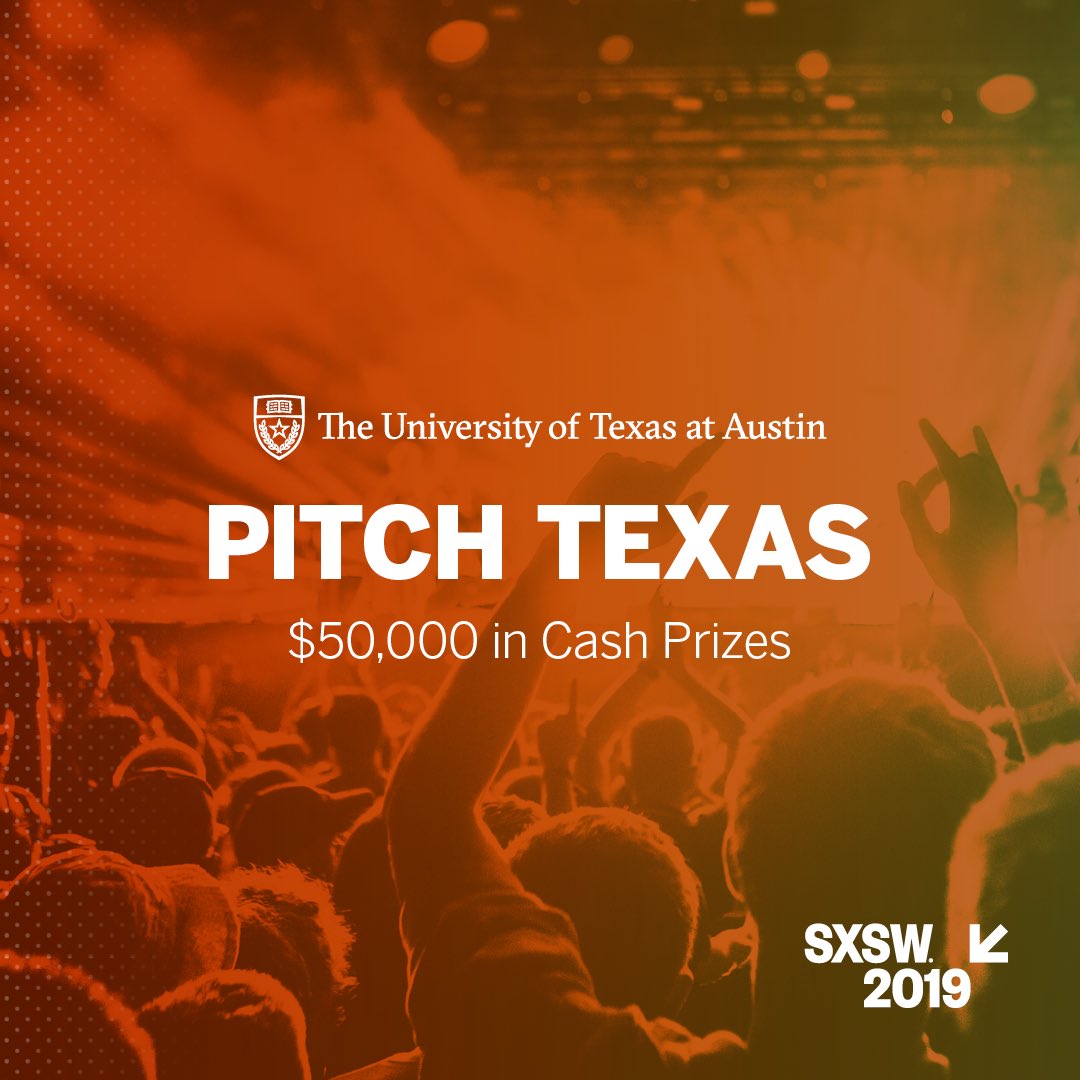 The University of Texas at Austin
PITCH TEXAS
$50,000 in Cash Prizes
SXSW.
2019